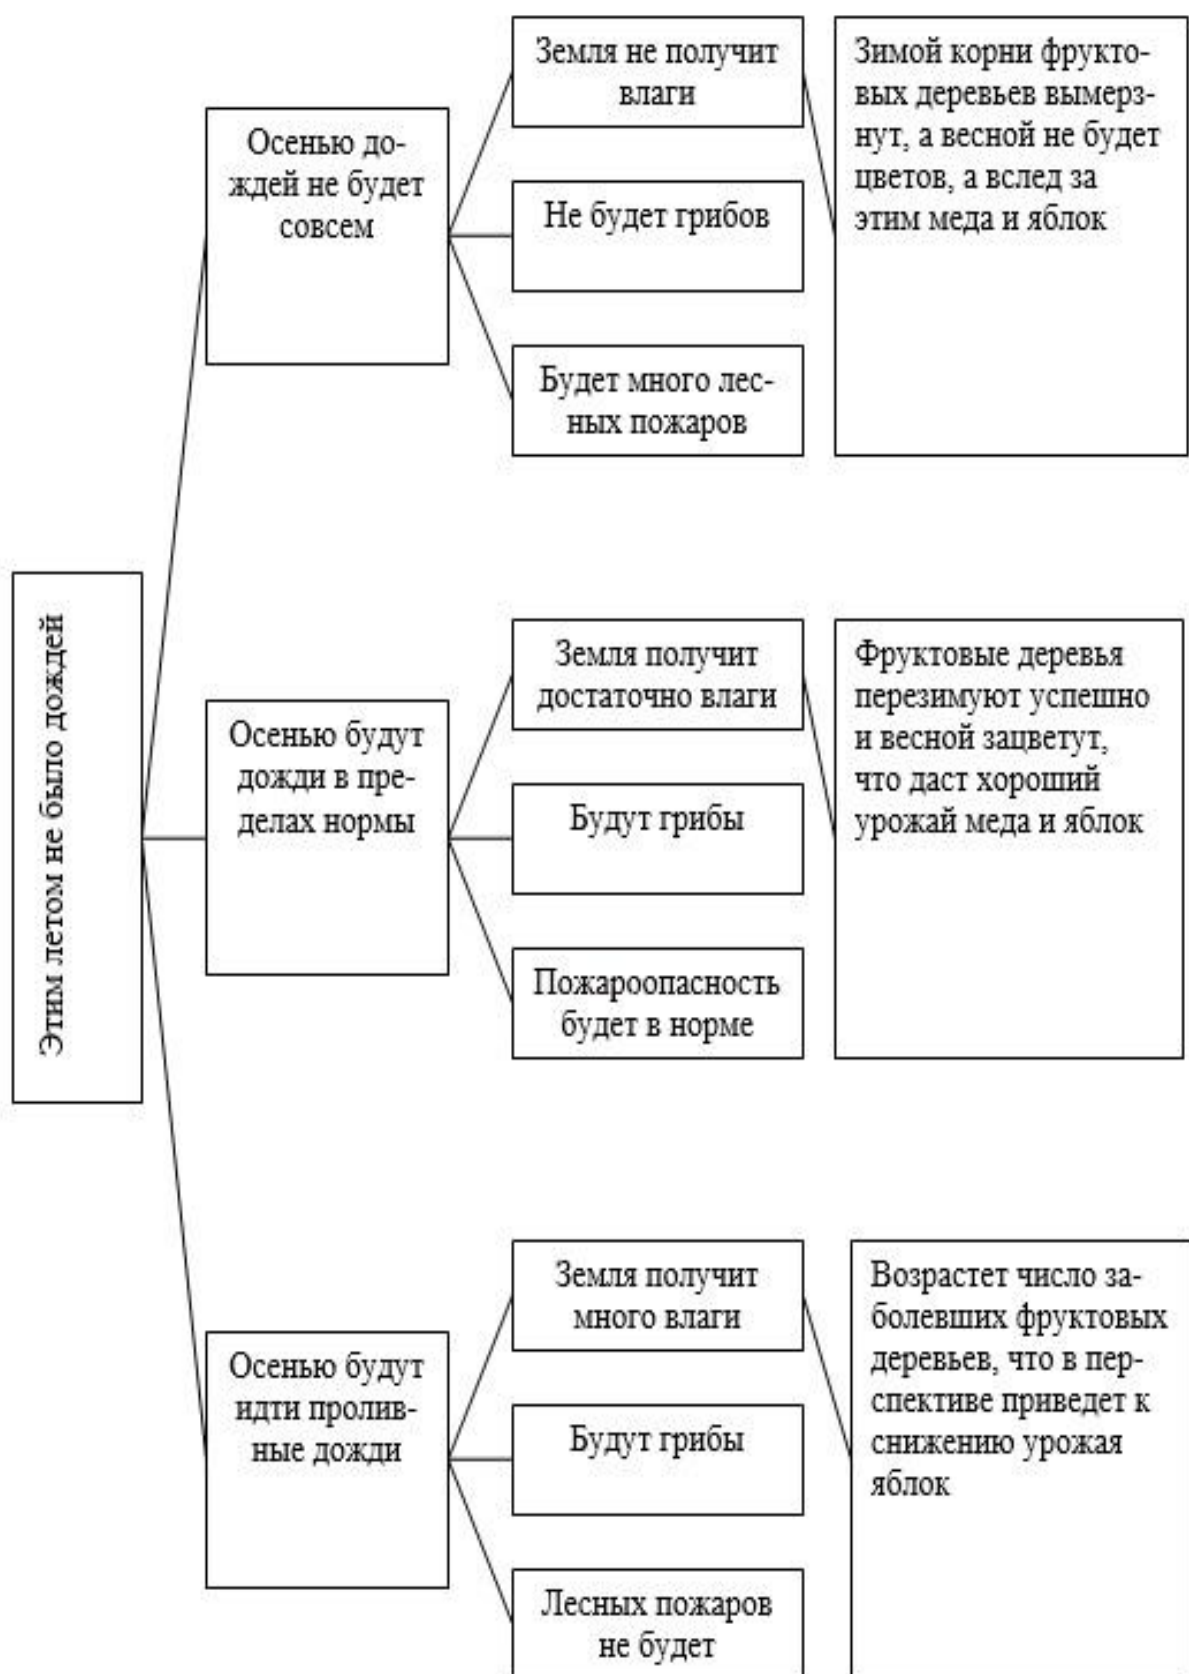 Этим летом не было дождей
Осенью до-
ждей не будет
совсем
Земля не получит
влаги
Не будет грибов
Будет много лес-
ных пожаров
Зимой корни фрукто-
вых деревьев вымерз-
нут, а весной не будет
цветов, а вслед за
этим меда и яблок
Осенью будут
дожди в пре-
делах нормы
Земля получит
достаточно влаги
Будут грибы
Пожароопасность
будет в норме
Фруктовые деревья
перезимуют успешно
и весной зацветут,
что даст хороший
урожай меда и яблок
Осенью будут
идти пролив-
ные дожди
Земля получит
много влаги
Будут грибы
Лесных пожаров
не будет
Возрастет число за-
болевших фруктовых
деревьев, что в пер-
спективе приведет к
снижению урожая
яблок